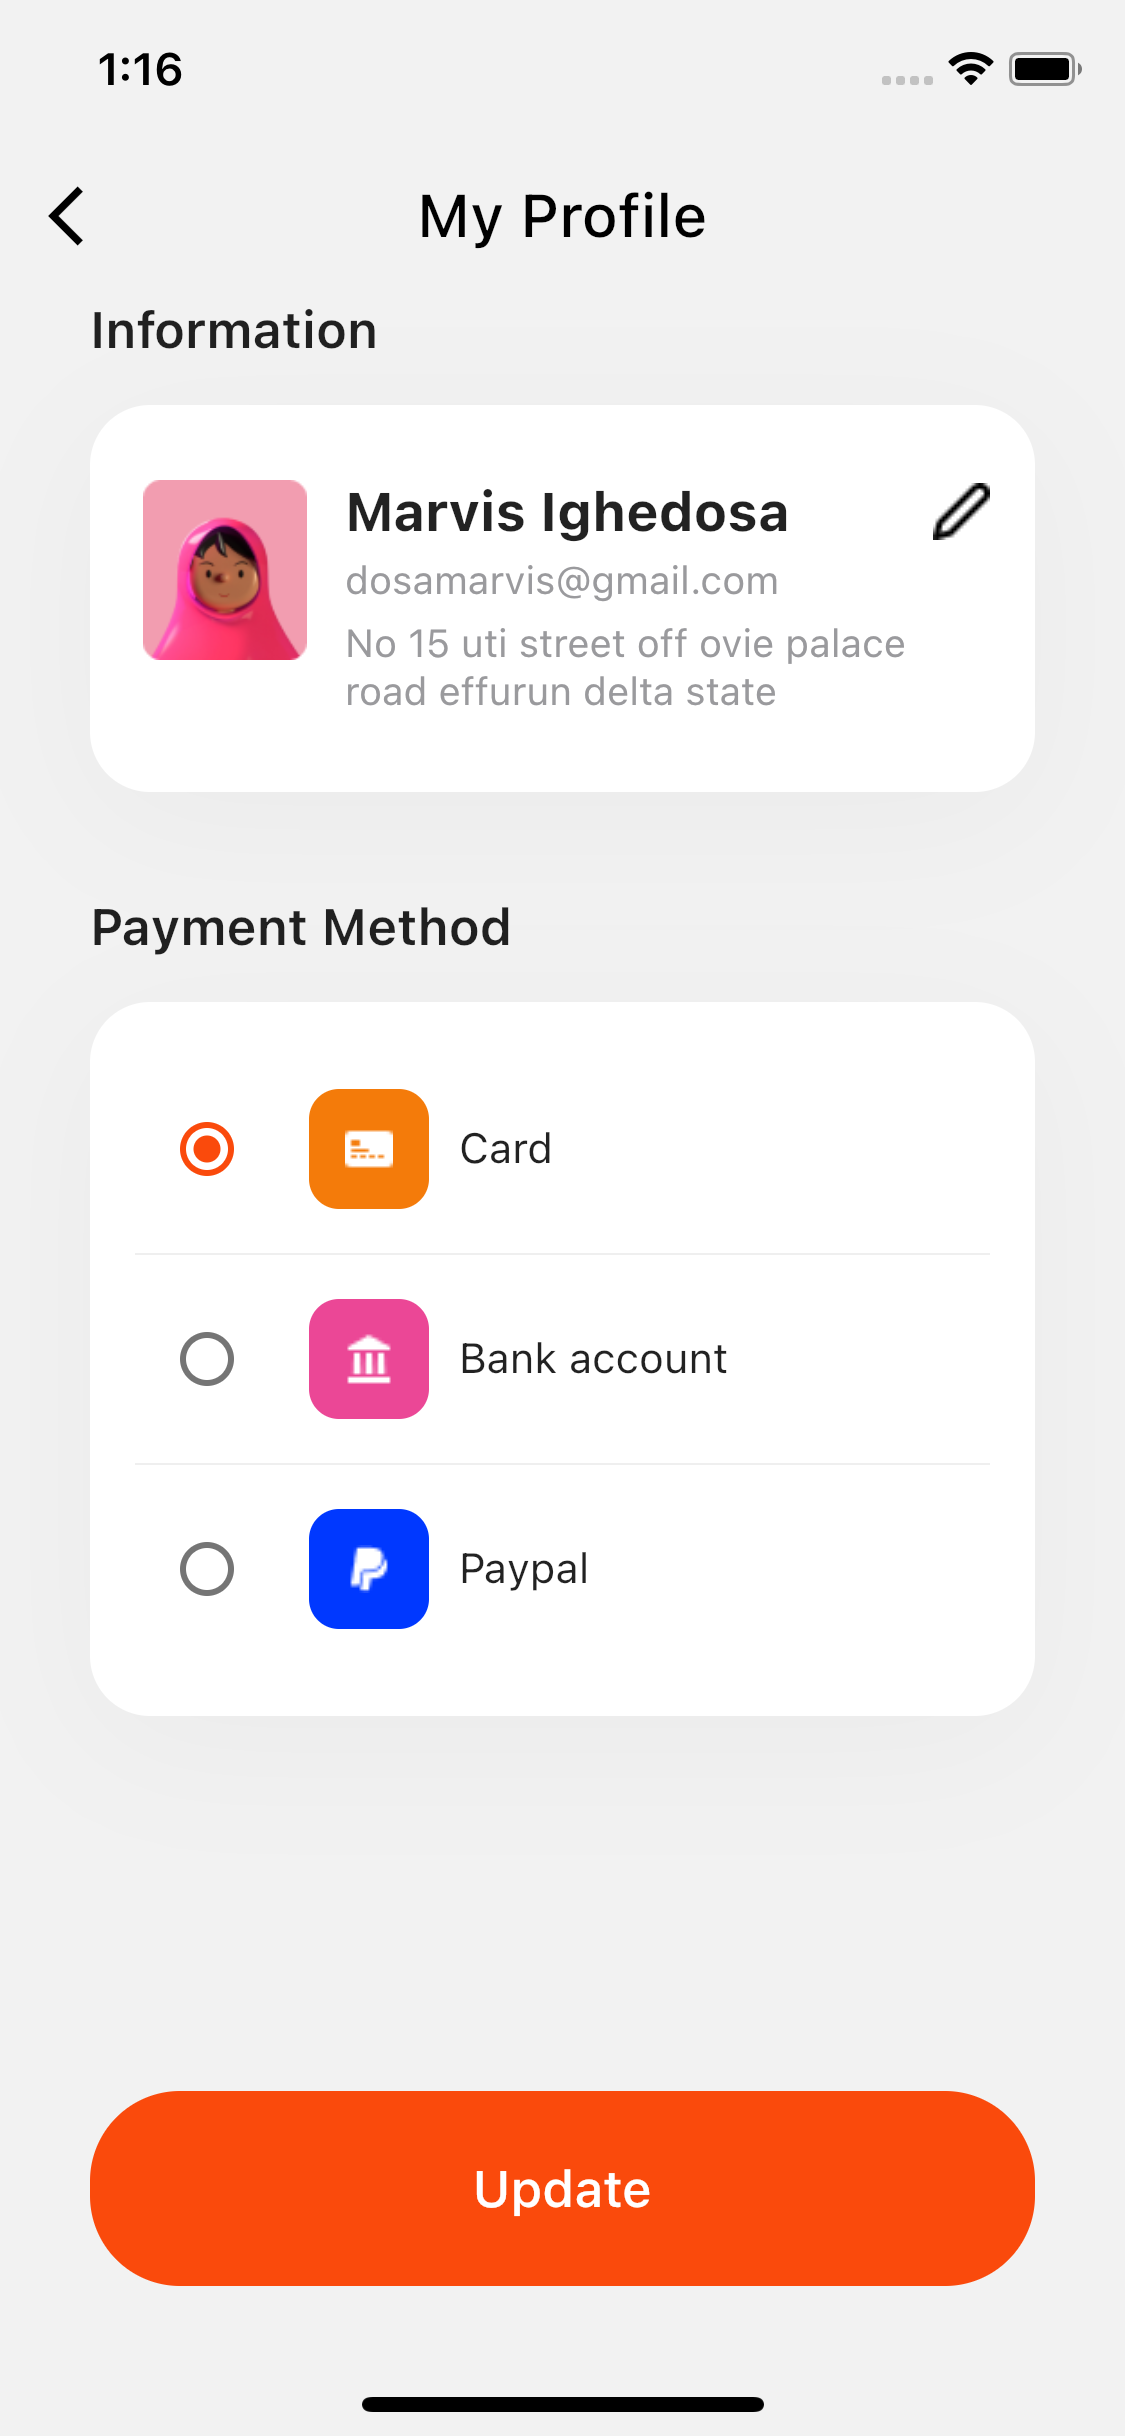 1:16
My Profile
Information
Marvis Ighedosa
dosamarvis@gmail.com
No 15 uti street off ovie palace
road effurun delta state
Payment Method
Card
Bank account
Paypal
Update